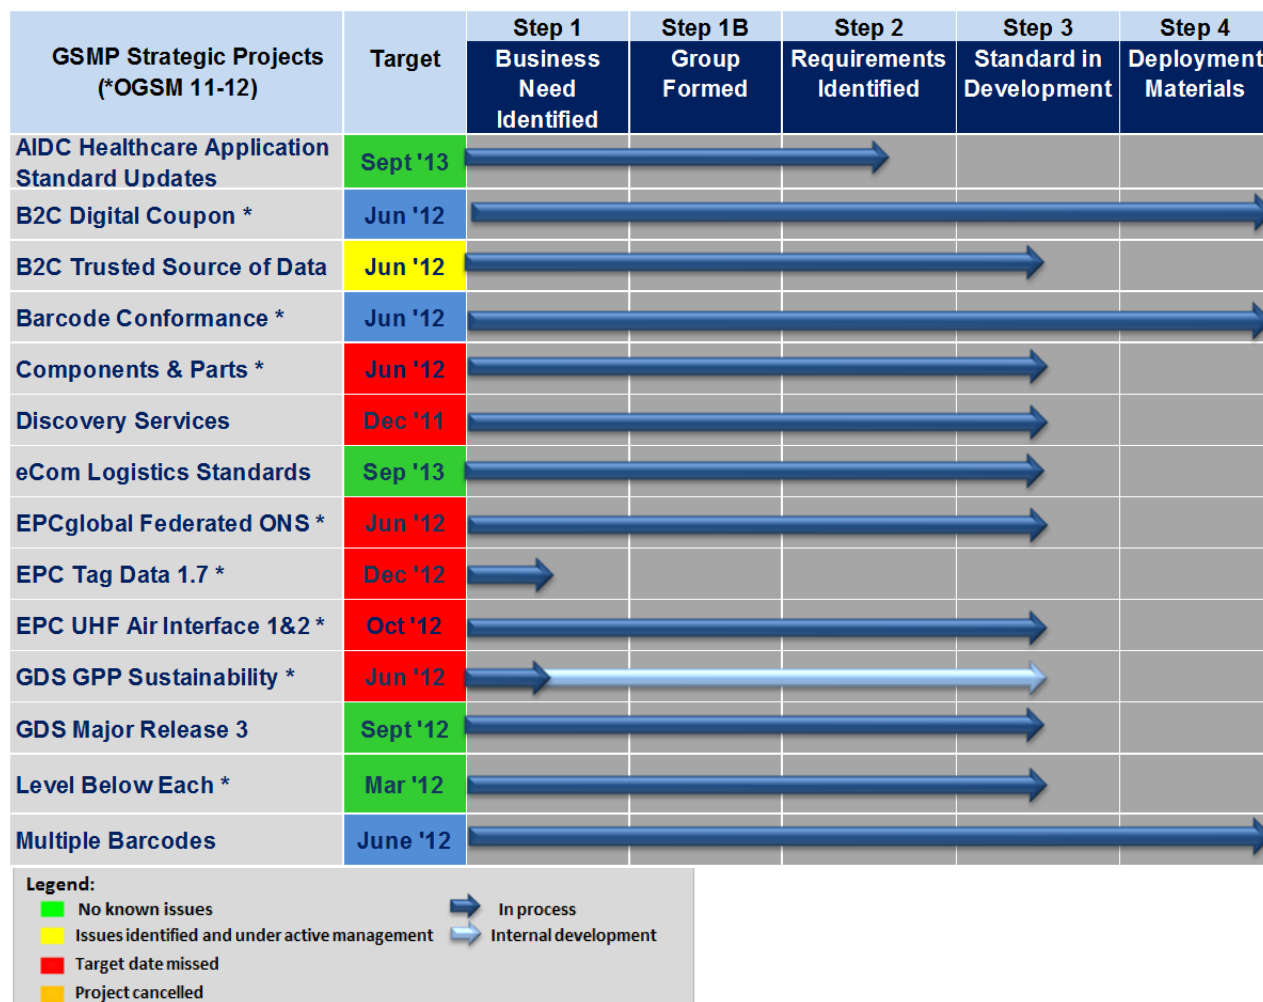 GSMP Strategic Projects
(*OGSM 11-12)
Target
Step 1
Business
Need
Identified
Step 1B
Group
Formed
Step 2
Requirements
Identified
Step 3
Standard in
Development
Step 4
Deployment
Materials
AIDC Healthcare Application
Standard Updates
Sept '13
B2C Digital Coupon *
Jun '12
B2C Trusted Source of Data
Jun '12
Barcode Conformance *
Jun '12
Components & Parts *
Jun '12
Discovery Services
Dec '11
eCom Logistics Standards
Sep '13
EPCglobal Federated ONS *
Jun '12
EPC Tag Data 1.7 *
Dec '12
EPC UHF Air Interface 1&2 *
Oct '12
GDS GPP Sustainability *
Jun '12
GDS Major Release 3
Sept '12
Level Below Each *
Mar '12
Multiple Barcodes
June '12
Legend:
No known issues
In process
Issues identified and under active management
Internal development
Target date missed
Project cancelled